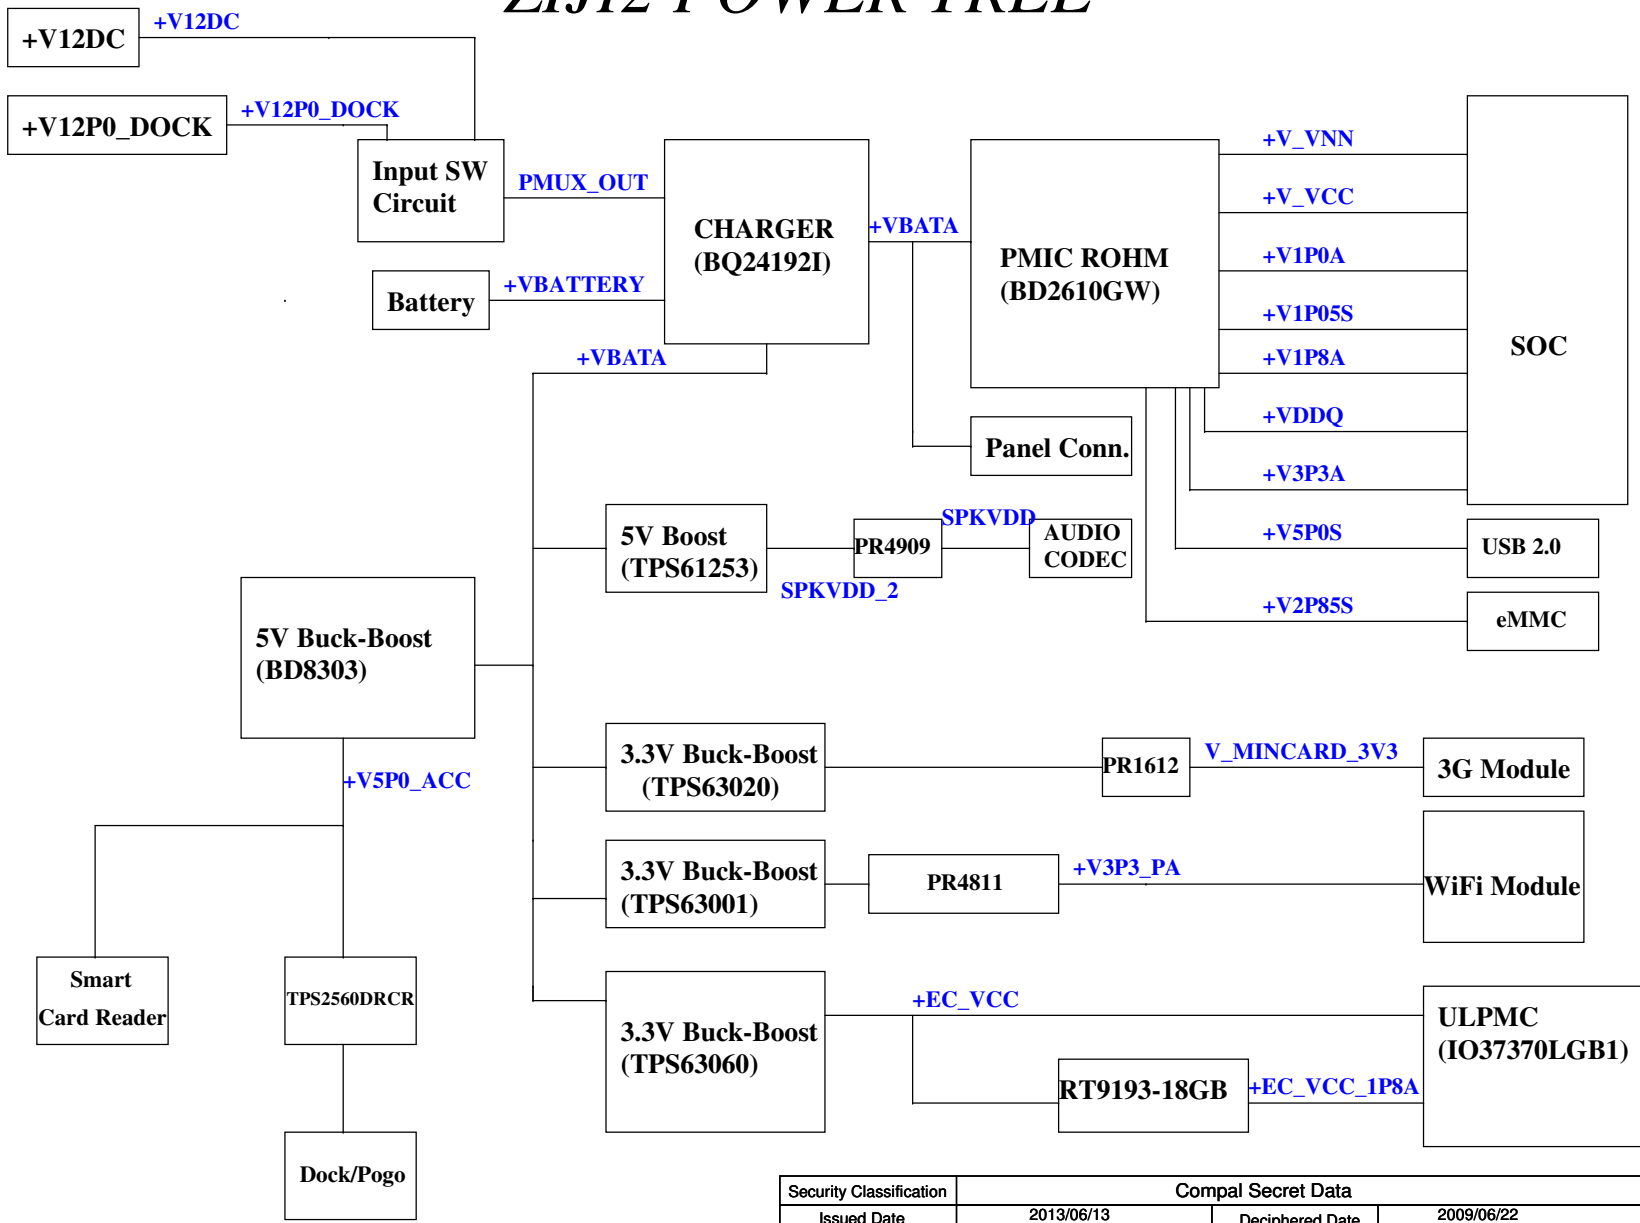 POWER TREE
+V12DC
+V12DC
+V12P0_DOCK
+V12P0_DOCK
Input SW
Circuit
PMUX_OUT
Battery
+VBATTERY
CHARGER
(BQ24192I)
+VBATA
+VBATA
PMIC ROHM
(BD2610GW)
Panel Conn.
+V_VNN
+V_VCC
+V1P0A
+V1P05S
+V1P8A
+VDDQ
+V3P3A
+V5P0S
+V2P85S
SOC
USB 2.0
eMMC
5V Boost
(TPS61253)
SPKVDD_2
PR4909
SPKVDD
AUDIO
CODEC
5V Buck-Boost
(BD8303)
+V5P0_ACC
3.3V Buck-Boost
(TPS63020)
PR1612
V_MINCARD_3V3
3G Module
3.3V Buck-Boost
(TPS63001)
PR4811
+V3P3_PA
WiFi Module
Smart
Card Reader
TPS2560DRCR
Dock/Pogo
3.3V Buck-Boost
(TPS63060)
+EC_VCC
RT9193-18GB
+EC_VCC_1P8A
ULPMC
(IO37370LGB1)
Security Classification
Compal Secret Data
Issued Date
2013/06/13
Deciphered Date
2009/06/22